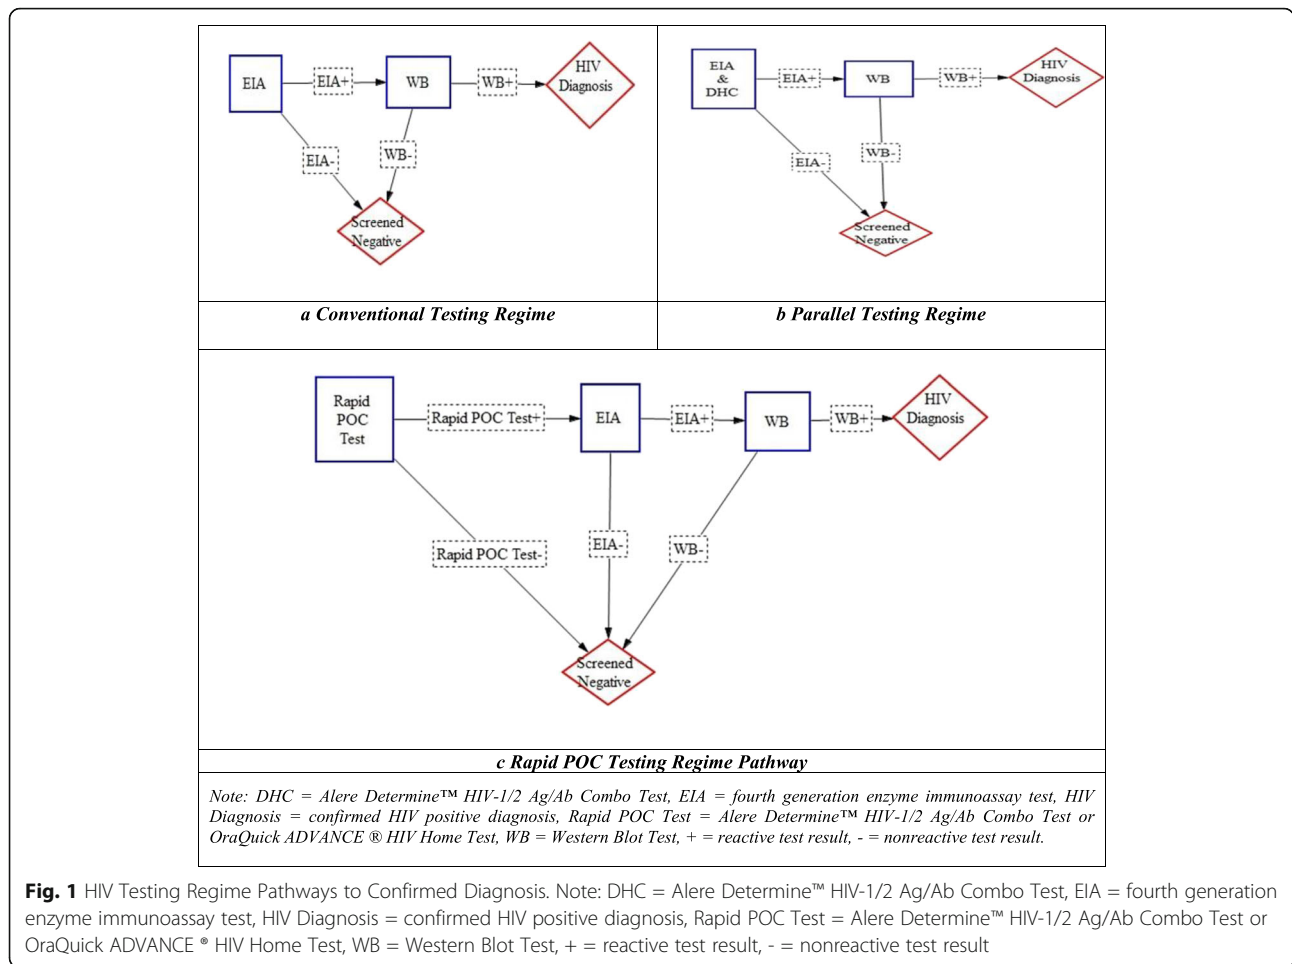 EIA
EIA+
WB
WB+
HIV
Diagnosis
EIA-
WB-
Screened
Negative
EIA
&
DHC
EIA+
WB
WB+
HIV
Diagnosis
EIA-
WB-
Screened
Negative
a Conventional Testing Regime
b Parallel Testing Regime
Rapid
POC
Test
Rapid POC Test+
EIA
EIA+
WB
WB+
HIV
Diagnosis
Rapid POC Test-
EIA-
WB-
Screened
Negative
c Rapid POC Testing Regime Pathway
Note: DHC = Alere Determine™ HIV-1/2 Ag/Ab Combo Test, EIA = fourth generation enzyme immunoassay test, HIV
Diagnosis = confirmed HIV positive diagnosis, Rapid POC Test = Alere Determine™ HIV-1/2 Ag/Ab Combo Test or
OraQuick ADVANCE ® HIV Home Test, WB = Western Blot Test, + = reactive test result, - = nonreactive test result.
Fig. 1 HIV Testing Regime Pathways to Confirmed Diagnosis. Note: DHC = Alere Determine™ HIV-1/2 Ag/Ab Combo Test, EIA = fourth generation
enzyme immunoassay test, HIV Diagnosis = confirmed HIV positive diagnosis, Rapid POC Test = Alere Determine™ HIV-1/2 Ag/Ab Combo Test or
OraQuick ADVANCE ® HIV Home Test, WB = Western Blot Test, + = reactive test result, - = nonreactive test result